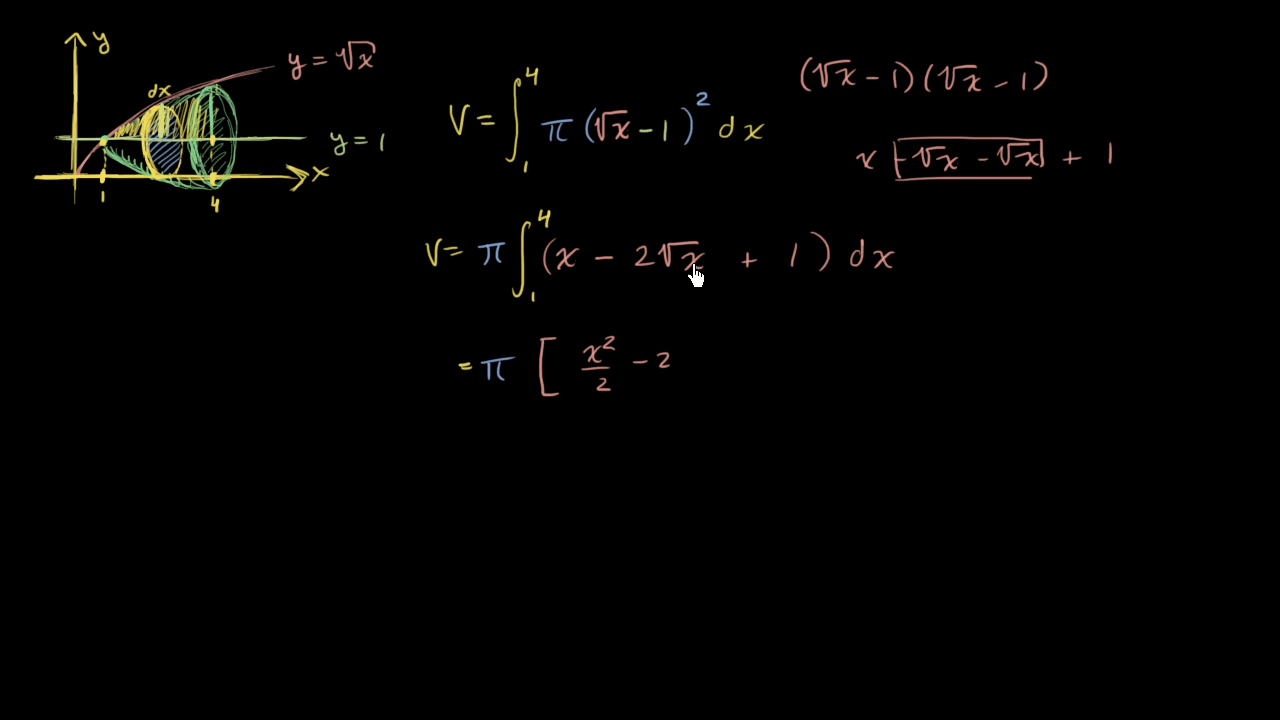 y
y = √x
dx
y = 1
x
1
4
V = ∫₁⁴ π (√x - 1)² dx
(√x - 1)(√x - 1)
x -√x -√x + 1
V = π ∫₁⁴ (x - 2√x + 1) dx
= π [ x²/2 - 2